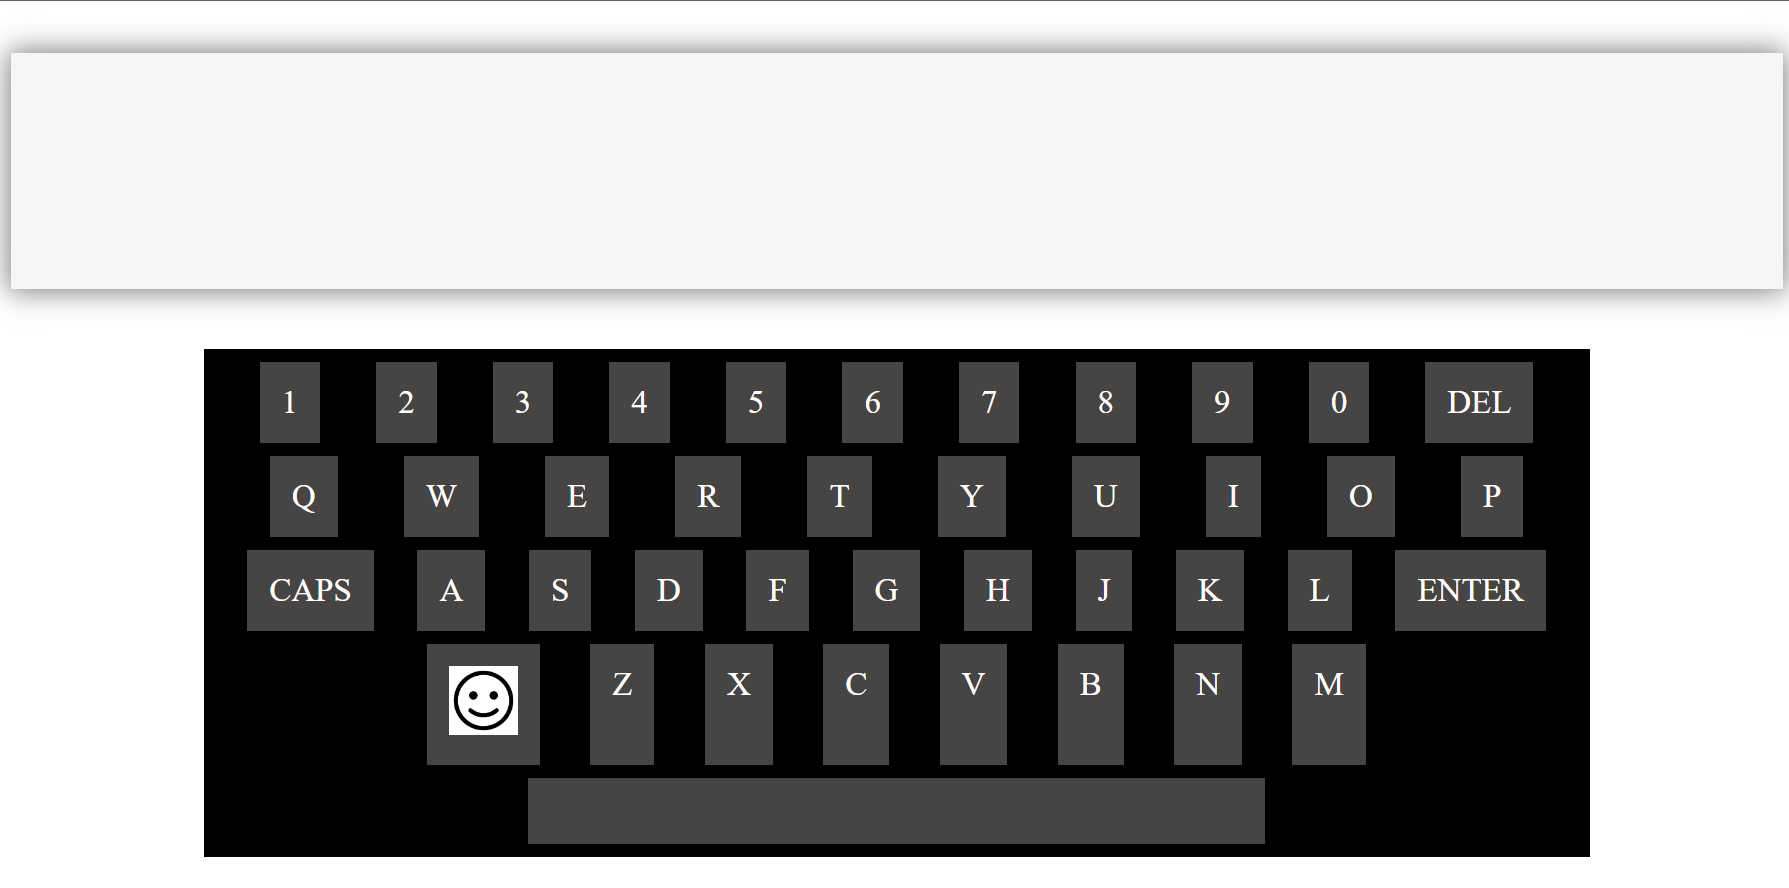 1 2 3 4 5 6 7 8 9 0 DEL
Q W E R T Y U I O P
CAPS A S D F G H J K L ENTER
Z X C V B N M